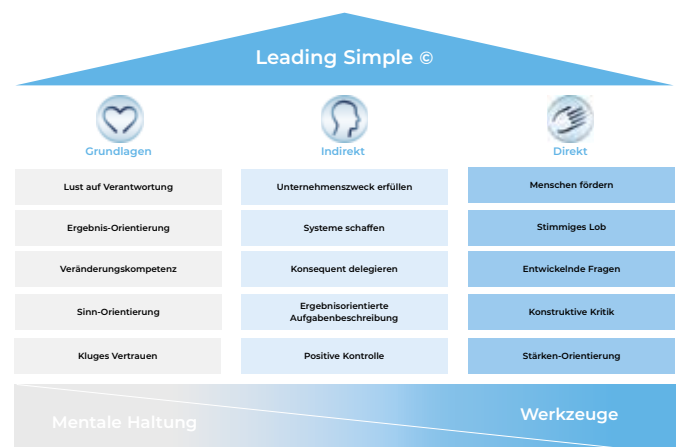 Leading Simple ©
Grundlagen
Indirekt
Direkt
Lust auf Verantwortung
Unternehmenszweck erfüllen
Menschen fördern
Ergebnis-Orientierung
Systeme schaffen
Stimmiges Lob
Veränderungskompetenz
Konsequent delegieren
Entwickelnde Fragen
Sinn-Orientierung
Ergebnisorientierte
Aufgabenbeschreibung
Konstruktive Kritik
Kluges Vertrauen
Positive Kontrolle
Stärken-Orientierung
Mentale Haltung
Werkzeuge